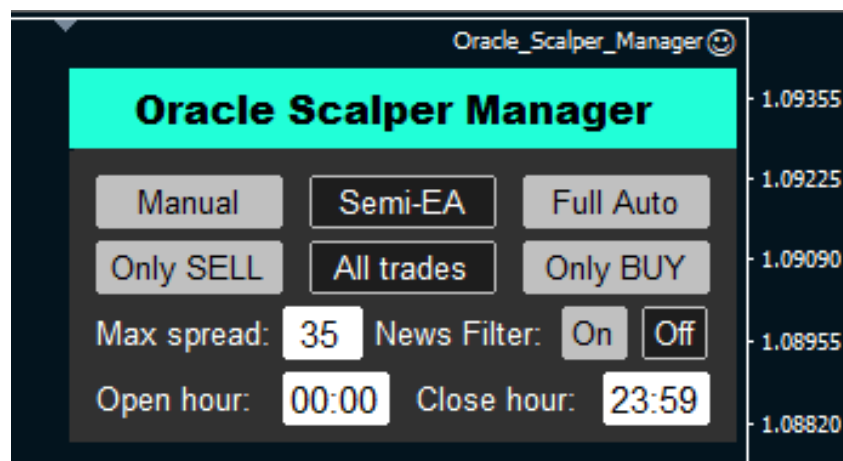 Oracle_Scalper_Manager
Oracle Scalper Manager
1.09355
Manual Semi-EA Full Auto
1.09225
Only SELL All trades Only BUY
1.09090
Max spread: 35 News Filter: On Off
1.08955
Open hour: 00:00 Close hour: 23:59
1.08820